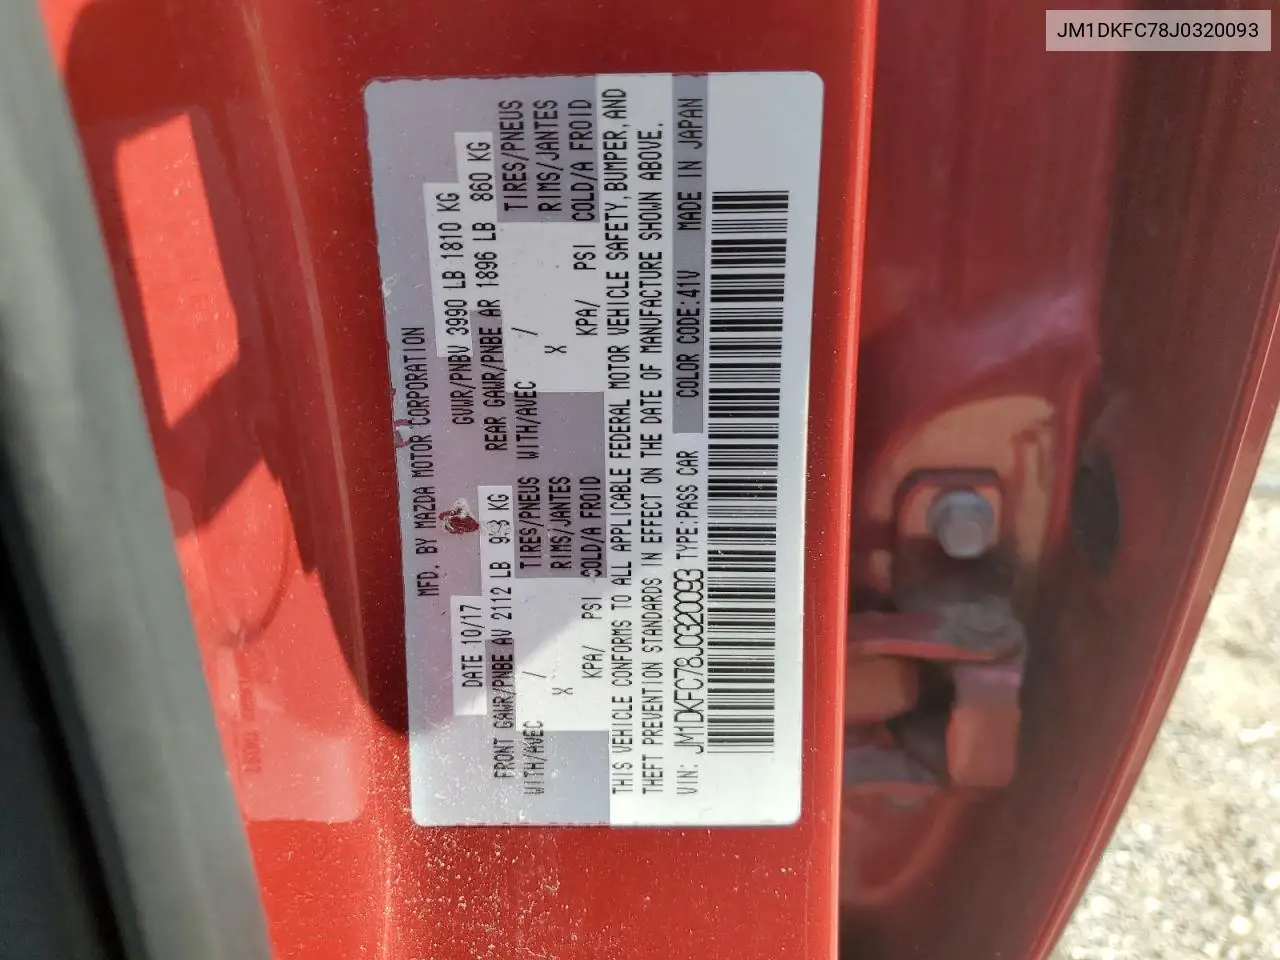 JM1DKFC78J0320093
MFD. BY MAZDA MOTOR CORPORATION
DATE 10/17 GVWR/PNBV 3990 LB 1810 KG
FRONT GAWR/PNBE AV 2112 LB KG REAR GAWR/PNBE AR 1896 LB 860 KG
WITH/AVEC / TIRES/PNEUS WITH/AVEC / TIRES/PNEUS
X RIMS/JANTES X RIMS/JANTES
KPA/ PSI COLD/A FROID KPA/ PSI COLD/A FROID
THIS VEHICLE CONFORMS TO ALL APPLICABLE FEDERAL MOTOR VEHICLE SAFETY, BUMPER, AND
THEFT PREVENTION STANDARDS IN EFFECT ON THE DATE OF MANUFACTURE SHOWN ABOVE.
VIN: JM1DKFC78J0320093 TYPE:PASS CAR COLOR CODE:41V MADE IN JAPAN